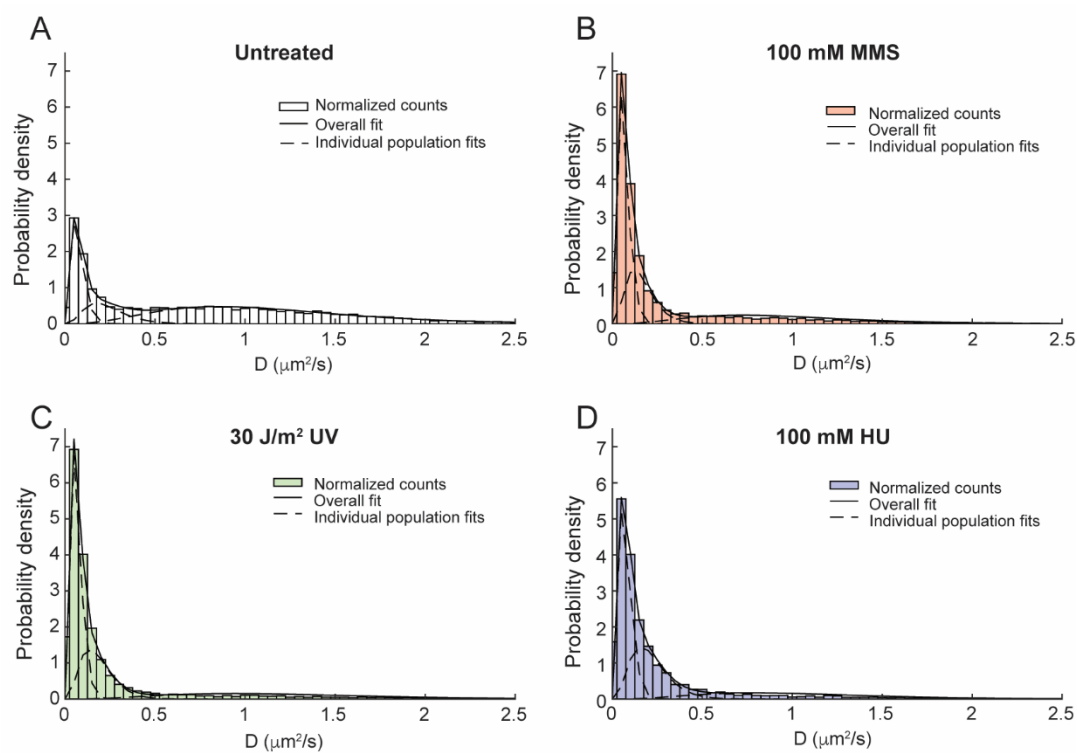 A
Untreated
Normalized counts
Overall fit
Individual population fits
Probability density
7
6
5
4
3
2
1
0
0
0.5
1
1.5
2
2.5
D (μm²/s)
B
100 mM MMS
Normalized counts
Overall fit
Individual population fits
Probability density
7
6
5
4
3
2
1
0
0
0.5
1
1.5
2
2.5
D (μm²/s)
C
30 J/m² UV
Normalized counts
Overall fit
Individual population fits
Probability density
7
6
5
4
3
2
1
0
0
0.5
1
1.5
2
2.5
D (μm²/s)
D
100 mM HU
Normalized counts
Overall fit
Individual population fits
Probability density
7
6
5
4
3
2
1
0
0
0.5
1
1.5
2
2.5
D (μm²/s)